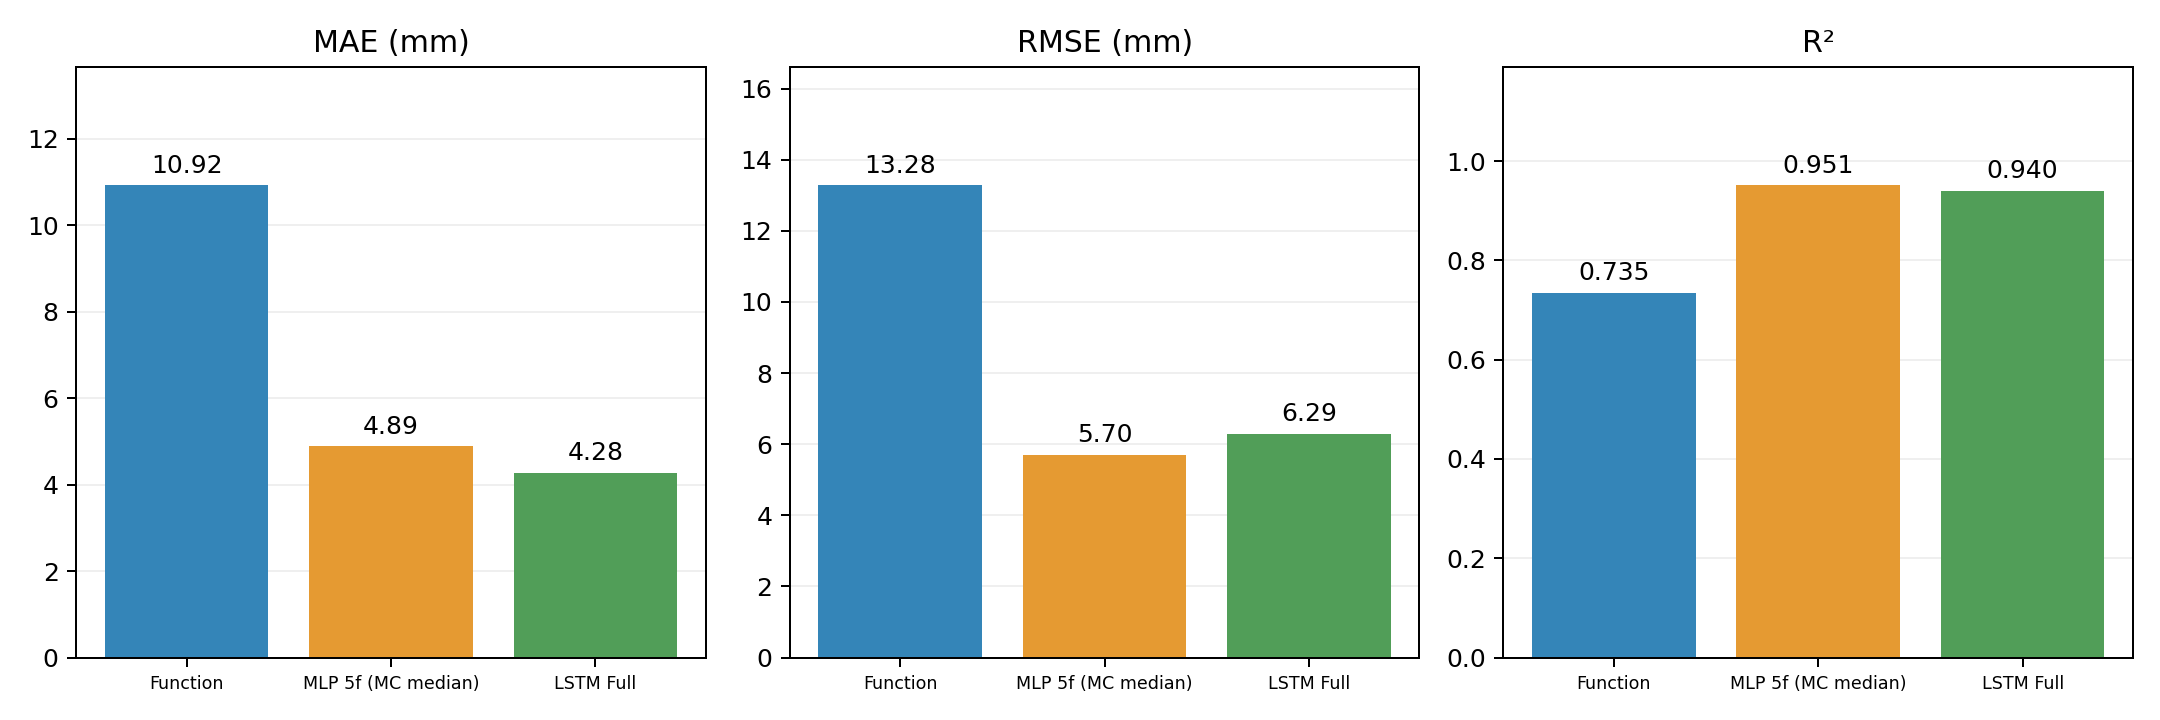 MAE (mm)
12
10
8
6
4
2
0
10.92
4.89
4.28
Function
MLP 5f (MC median)
LSTM Full
RMSE (mm)
16
14
12
10
8
6
4
2
0
13.28
5.70
6.29
Function
MLP 5f (MC median)
LSTM Full
R²
1.0
0.8
0.6
0.4
0.2
0.0
0.735
0.951
0.940
Function
MLP 5f (MC median)
LSTM Full